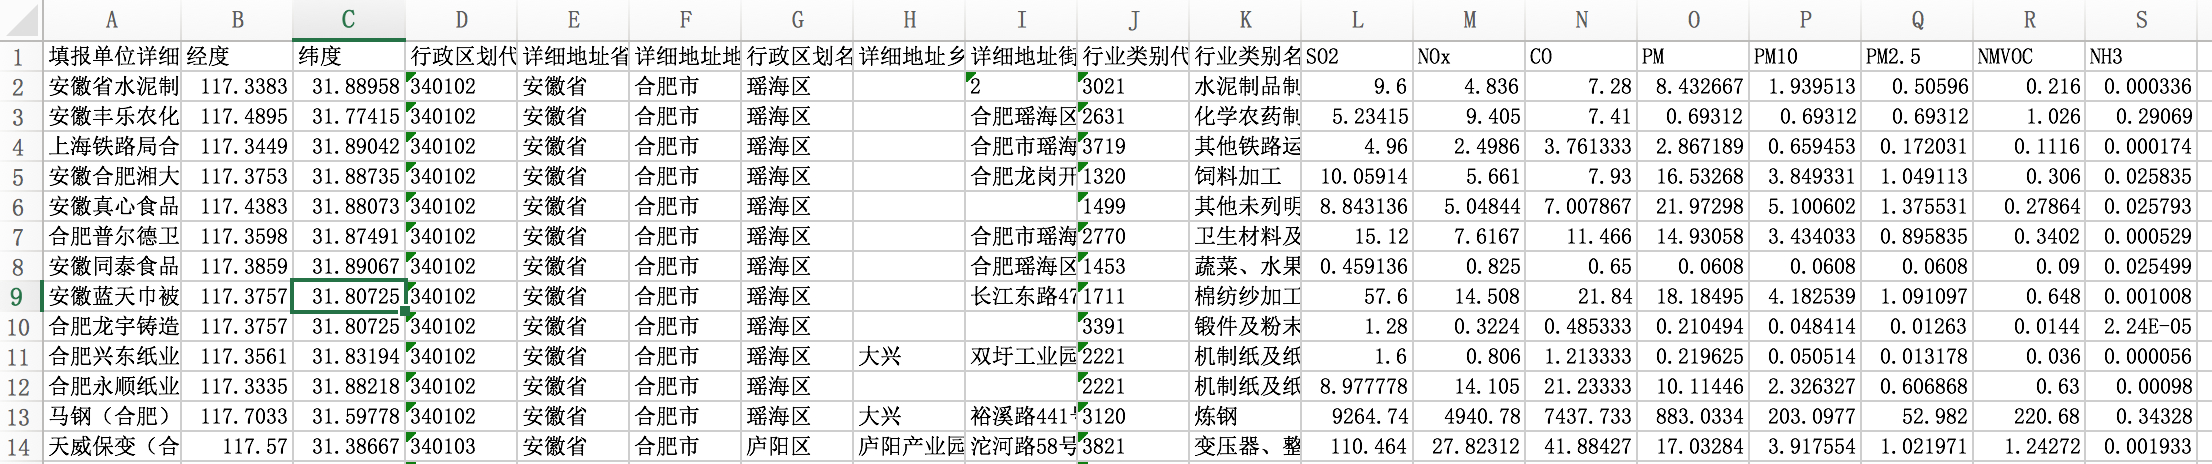 A B C D E F G H I J K L M N O P Q R S
1 填报单位详细 经度 纬度 行政区划代 详细地址省 详细地址地 行政区划名 详细地址乡 详细地址街 行业类别代 行业类别名 SO2 NOx CO PM PM10 PM2.5 NMVOC NH3
2 安徽省水泥制 117.3383 31.88958 340102 安徽省 合肥市 瑶海区 2 3021 水泥制品制 9.6 4.836 7.28 8.432667 1.939513 0.50596 0.216 0.000336
3 安徽丰乐农化 117.4895 31.77415 340102 安徽省 合肥市 瑶海区 合肥瑶海区 2631 化学农药制 5.23415 9.405 7.41 0.69312 0.69312 0.69312 1.026 0.29069
4 上海铁路局合 117.3449 31.89042 340102 安徽省 合肥市 瑶海区 合肥市瑶海 3719 其他铁路运 4.96 2.4986 3.761333 2.867189 0.659453 0.172031 0.1116 0.000174
5 安徽合肥湘大 117.3753 31.88735 340102 安徽省 合肥市 瑶海区 合肥龙岗开 1320 饲料加工 10.05914 5.661 7.93 16.53268 3.849331 1.049113 0.306 0.025835
6 安徽真心食品 117.4383 31.88073 340102 安徽省 合肥市 瑶海区 1499 其他未列明 8.843136 5.04844 7.007867 21.97298 5.100602 1.375531 0.27864 0.025793
7 合肥普尔德卫 117.3598 31.87491 340102 安徽省 合肥市 瑶海区 合肥市瑶海 2770 卫生材料及 15.12 7.6167 11.466 14.93058 3.434033 0.895835 0.3402 0.000529
8 安徽同泰食品 117.3859 31.89067 340102 安徽省 合肥市 瑶海区 合肥瑶海区 1453 蔬菜、水果 0.459136 0.825 0.65 0.0608 0.0608 0.0608 0.09 0.025499
9 安徽蓝天巾被 117.3757 31.80725 340102 安徽省 合肥市 瑶海区 长江东路47 1711 棉纺纱加工 57.6 14.508 21.84 18.18495 4.182539 1.091097 0.648 0.001008
10 合肥龙宇铸造 117.3757 31.80725 340102 安徽省 合肥市 瑶海区 3391 锻件及粉末 1.28 0.3224 0.485333 0.210494 0.048414 0.01263 0.0144 2.24E-05
11 合肥兴东纸业 117.3561 31.83194 340102 安徽省 合肥市 瑶海区 大兴 双圩工业园 2221 机制纸及纸 1.6 0.806 1.213333 0.219625 0.050514 0.013178 0.036 0.000056
12 合肥永顺纸业 117.3335 31.88218 340102 安徽省 合肥市 瑶海区 2221 机制纸及纸 8.977778 14.105 21.23333 10.11446 2.326327 0.606868 0.63 0.00098
13 马钢（合肥） 117.7033 31.59778 340102 安徽省 合肥市 瑶海区 大兴 裕溪路441号 3120 炼钢 9264.74 4940.78 7437.733 883.0334 203.0977 52.982 220.68 0.34328
14 天威保变（合 117.57 31.38667 340103 安徽省 合肥市 庐阳区 庐阳产业园 沱河路58号 3821 变压器、整 110.464 27.82312 41.88427 17.03284 3.917554 1.021971 1.24272 0.001933